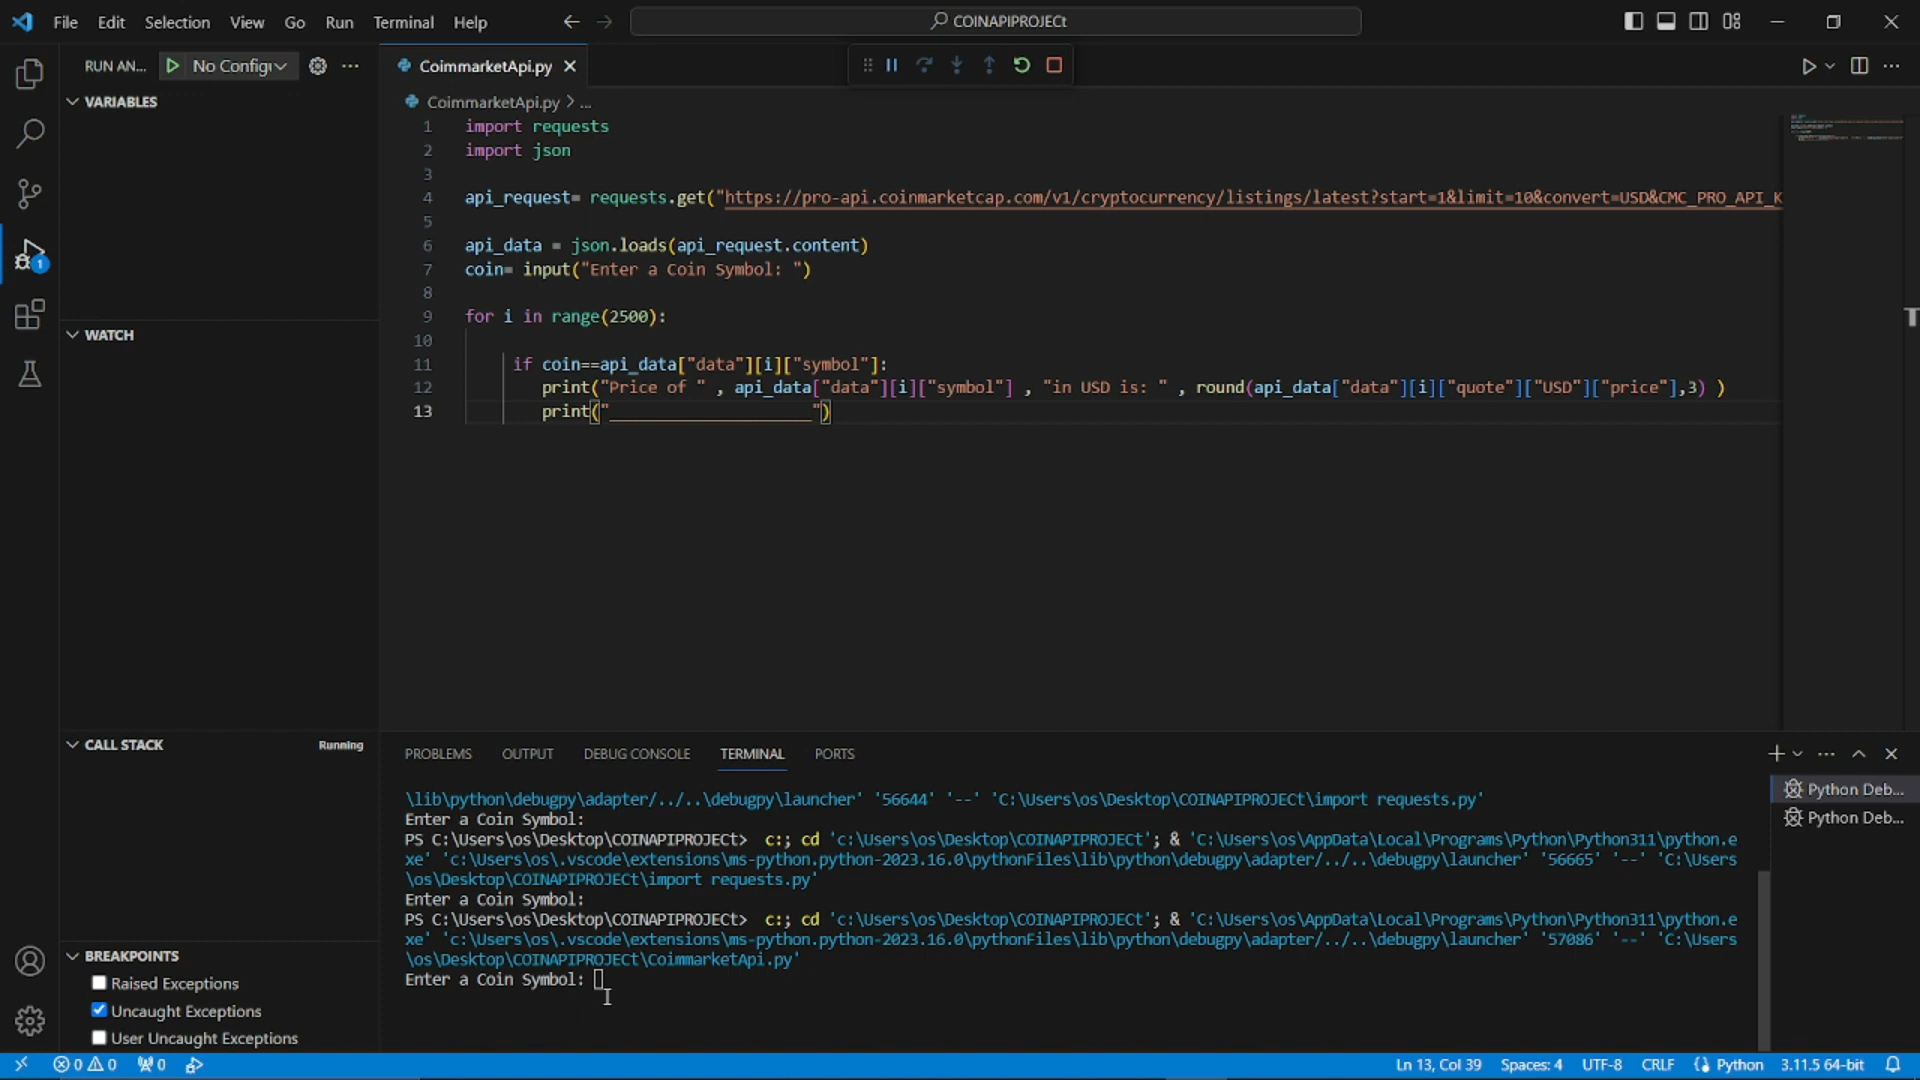 File Edit Selection View Go Run Terminal Help
COINAPIPROJECt
RUN AN... No Config
CoimmarketApi.py
VARIABLES
CoimmarketApi.py > ...
1 import requests
2 import json
3
4 api_request= requests.get("https://pro-api.coinmarketcap.com/v1/cryptocurrency/listings/latest?start=1&limit=10&convert=USD&CMC_PRO_API_K
5
6 api_data = json.loads(api_request.content)
7 coin= input("Enter a Coin Symbol: ")
8
9 for i in range(2500):
10
11 if coin==api_data["data"][i]["symbol"]:
12 print("Price of " , api_data["data"][i]["symbol"] , "in USD is: " , round(api_data["data"][i]["quote"]["USD"]["price"],3) )
13 print("_____________________")
WATCH
CALL STACK Running
BREAKPOINTS
Raised Exceptions
Uncaught Exceptions
User Uncaught Exceptions
1
PROBLEMS OUTPUT DEBUG CONSOLE TERMINAL PORTS
\lib\python\debugpy\adapter/../..\debugpy\launcher' '56644' '--' 'C:\Users\os\Desktop\COINAPIPROJECt\import requests.py'
Enter a Coin Symbol:
PS C:\Users\os\Desktop\COINAPIPROJECt> c:; cd 'c:\Users\os\Desktop\COINAPIPROJECt'; & 'C:\Users\os\AppData\Local\Programs\Python\Python311\python.e
xe' 'c:\Users\os\.vscode\extensions\ms-python.python-2023.16.0\pythonFiles\lib\python\debugpy\adapter/../..\debugpy\launcher' '56665' '--' 'C:\Users
\os\Desktop\COINAPIPROJECt\import requests.py'
Enter a Coin Symbol:
PS C:\Users\os\Desktop\COINAPIPROJECt> c:; cd 'c:\Users\os\Desktop\COINAPIPROJECt'; & 'C:\Users\os\AppData\Local\Programs\Python\Python311\python.e
xe' 'c:\Users\os\.vscode\extensions\ms-python.python-2023.16.0\pythonFiles\lib\python\debugpy\adapter/../..\debugpy\launcher' '57086' '--' 'C:\Users
\os\Desktop\COINAPIPROJECt\CoimmarketApi.py'
Enter a Coin Symbol:
Python Deb...
Python Deb...
0 0 0
Ln 13, Col 39 Spaces: 4 UTF-8 CRLF Python 3.11.5 64-bit